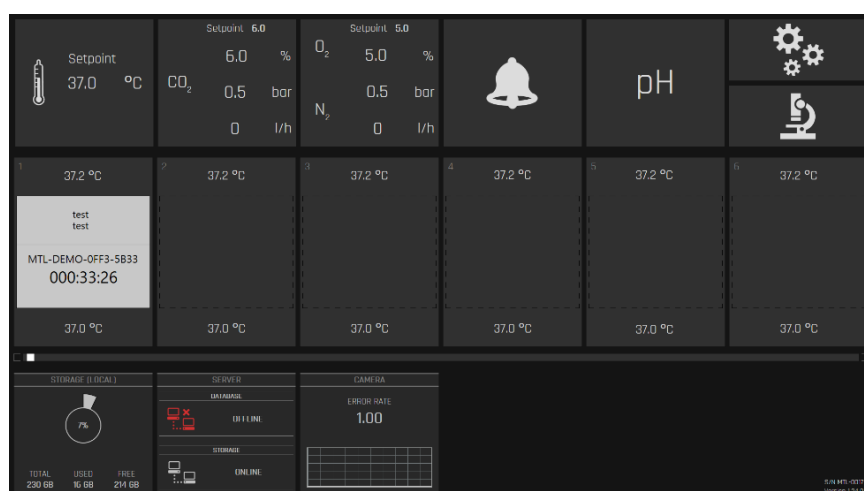 Setpoint
37.0 °C
Setpoint 6.0
CO2
6.0 %
0.5 bar
0 l/h
Setpoint 5.0
O2
5.0 %
0.5 bar
N2
0 l/h
pH
1
37.2 °C
test
test
MTL-DEMO-0FF3-5B33
000:33:26
37.0 °C
2
37.2 °C
37.0 °C
3
37.2 °C
37.0 °C
4
37.2 °C
37.0 °C
5
37.2 °C
37.0 °C
6
37.2 °C
37.0 °C
STORAGE (LOCAL)
7%
TOTAL USED FREE
230 GB 16 GB 214 GB
SERVER
DATABASE
OFFLINE
STORAGE
ONLINE
CAMERA
ERROR RATE
1.00